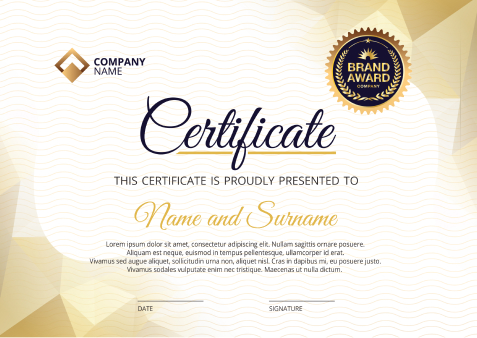 COMPANY
NAME
BRAND
AWARD
COMPANY
Certificate
THIS CERTIFICATE IS PROUDLY PRESENTED TO
Name and Surname
Lorem ipsum dolor sit amet, consectetur adipiscing elit. Nullam sagittis ornare posuere.
Aliquam est neque, euismod in tempus pellentesque, ullamcorper id erat.
Vivamus sed augue aliquet, sollicitudin urna non, aliquet nisl. Cras in dapibus mi, eu posuere justo.
Vivamus sodales vulputate enim nec tristique. Maecenas ut nulla dictum.
DATE
SIGNATURE